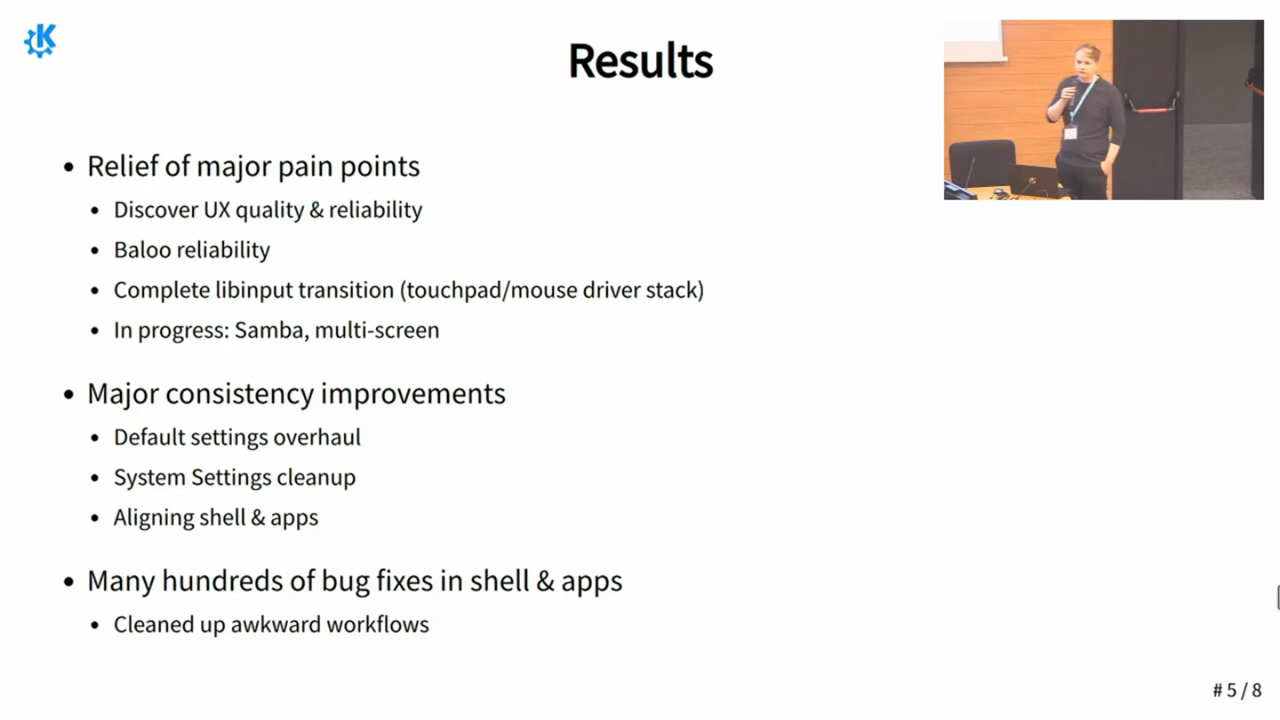 Results
• Relief of major pain points
• Discover UX quality & reliability
• Baloo reliability
• Complete libinput transition (touchpad/mouse driver stack)
• In progress: Samba, multi-screen
• Major consistency improvements
• Default settings overhaul
• System Settings cleanup
• Aligning shell & apps
• Many hundreds of bug fixes in shell & apps
• Cleaned up awkward workflows
# 5 / 8